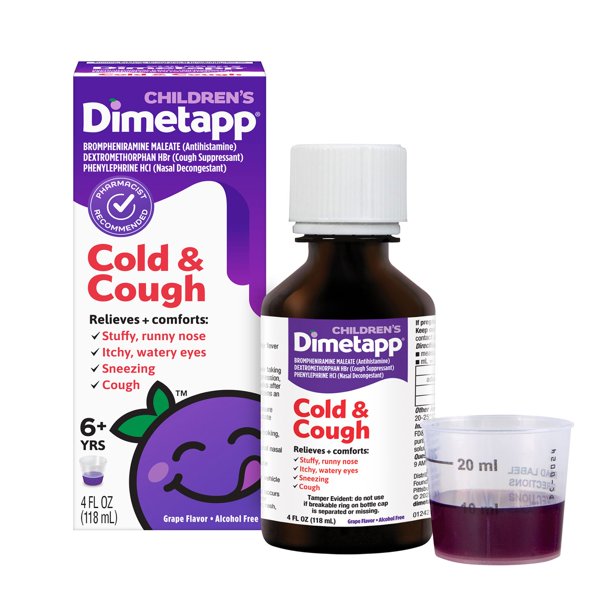 CHILDREN'S
Dimetapp®
BROMPHENIRAMINE MALEATE (Antihistamine)
DEXTROMETHORPHAN HBr (Cough Suppressant)
PHENYLEPHRINE HCl (Nasal Decongestant)
PHARMACIST
RECOMMENDED
Cold &
Cough
Relieves + comforts:
Stuffy, runny nose
Itchy, watery eyes
Sneezing
Cough
TM
6+
YRS
4 FL OZ
(118 mL)
Grape Flavor • Alcohol Free
CHILDREN'S
Dimetapp®
BROMPHENIRAMINE MALEATE (Antihistamine)
DEXTROMETHORPHAN HBr (Cough Suppressant)
PHENYLEPHRINE HCl (Nasal Decongestant)
Cold &
Cough
Relieves + comforts:
Stuffy, runny nose
Itchy, watery eyes
Sneezing
Cough
Tamper Evident: do not use
if breakable ring on bottle cap
is separated or missing.
4 FL OZ (118 mL)
Grape Flavor • Alcohol Free
20 ml
10 ml